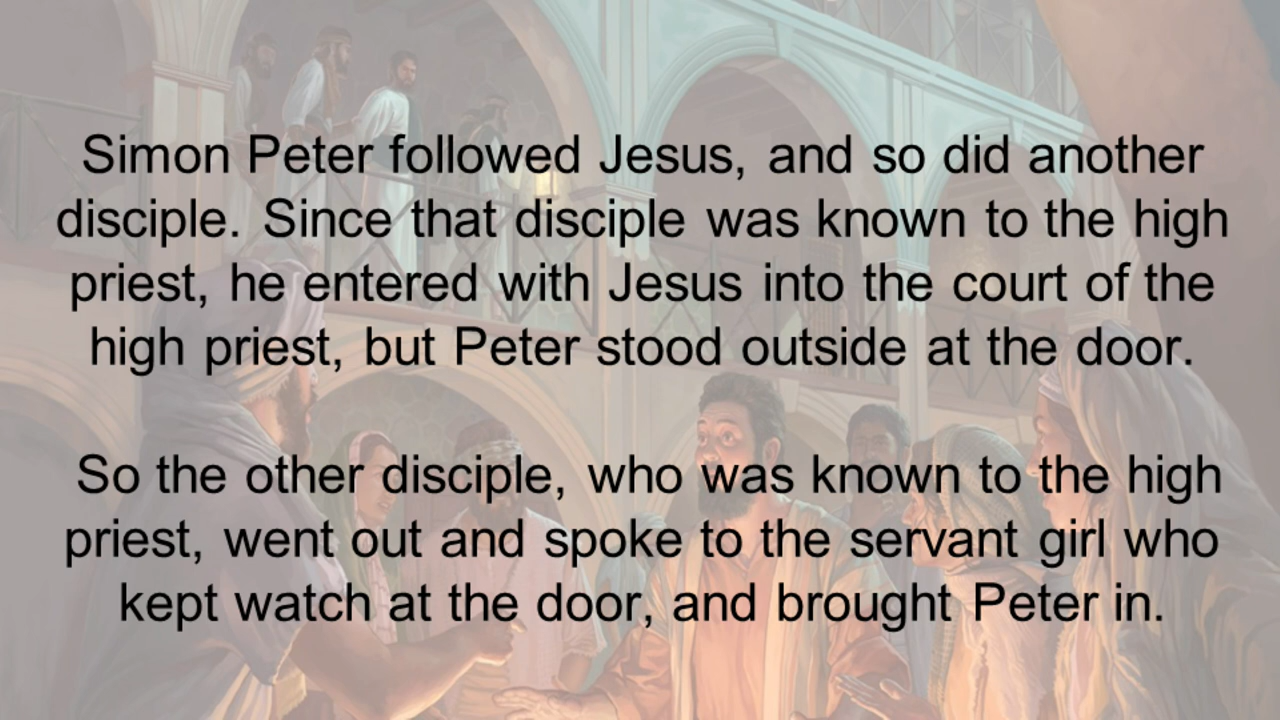 Simon Peter followed Jesus, and so did another
disciple. Since that disciple was known to the high
priest, he entered with Jesus into the court of the
high priest, but Peter stood outside at the door.
So the other disciple, who was known to the high
priest, went out and spoke to the servant girl who
kept watch at the door, and brought Peter in.